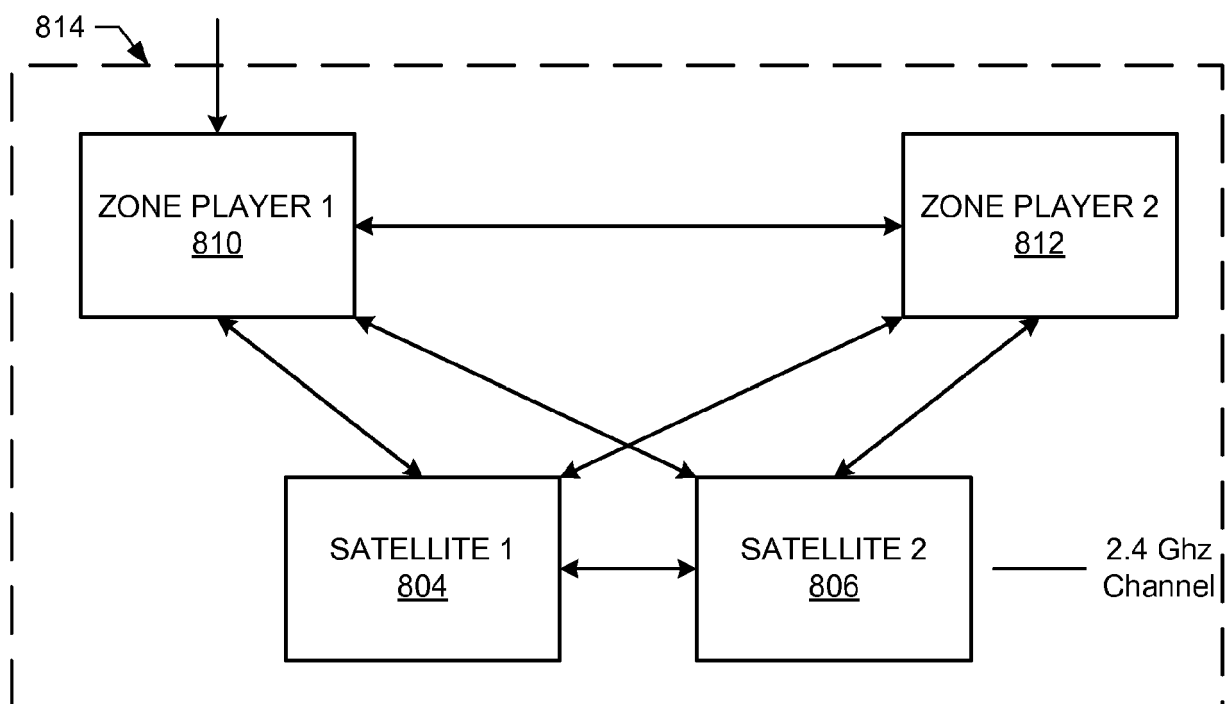 814
ZONE PLAYER 1
810
ZONE PLAYER 2
812
SATELLITE 1
804
SATELLITE 2
806
2.4 Ghz
Channel